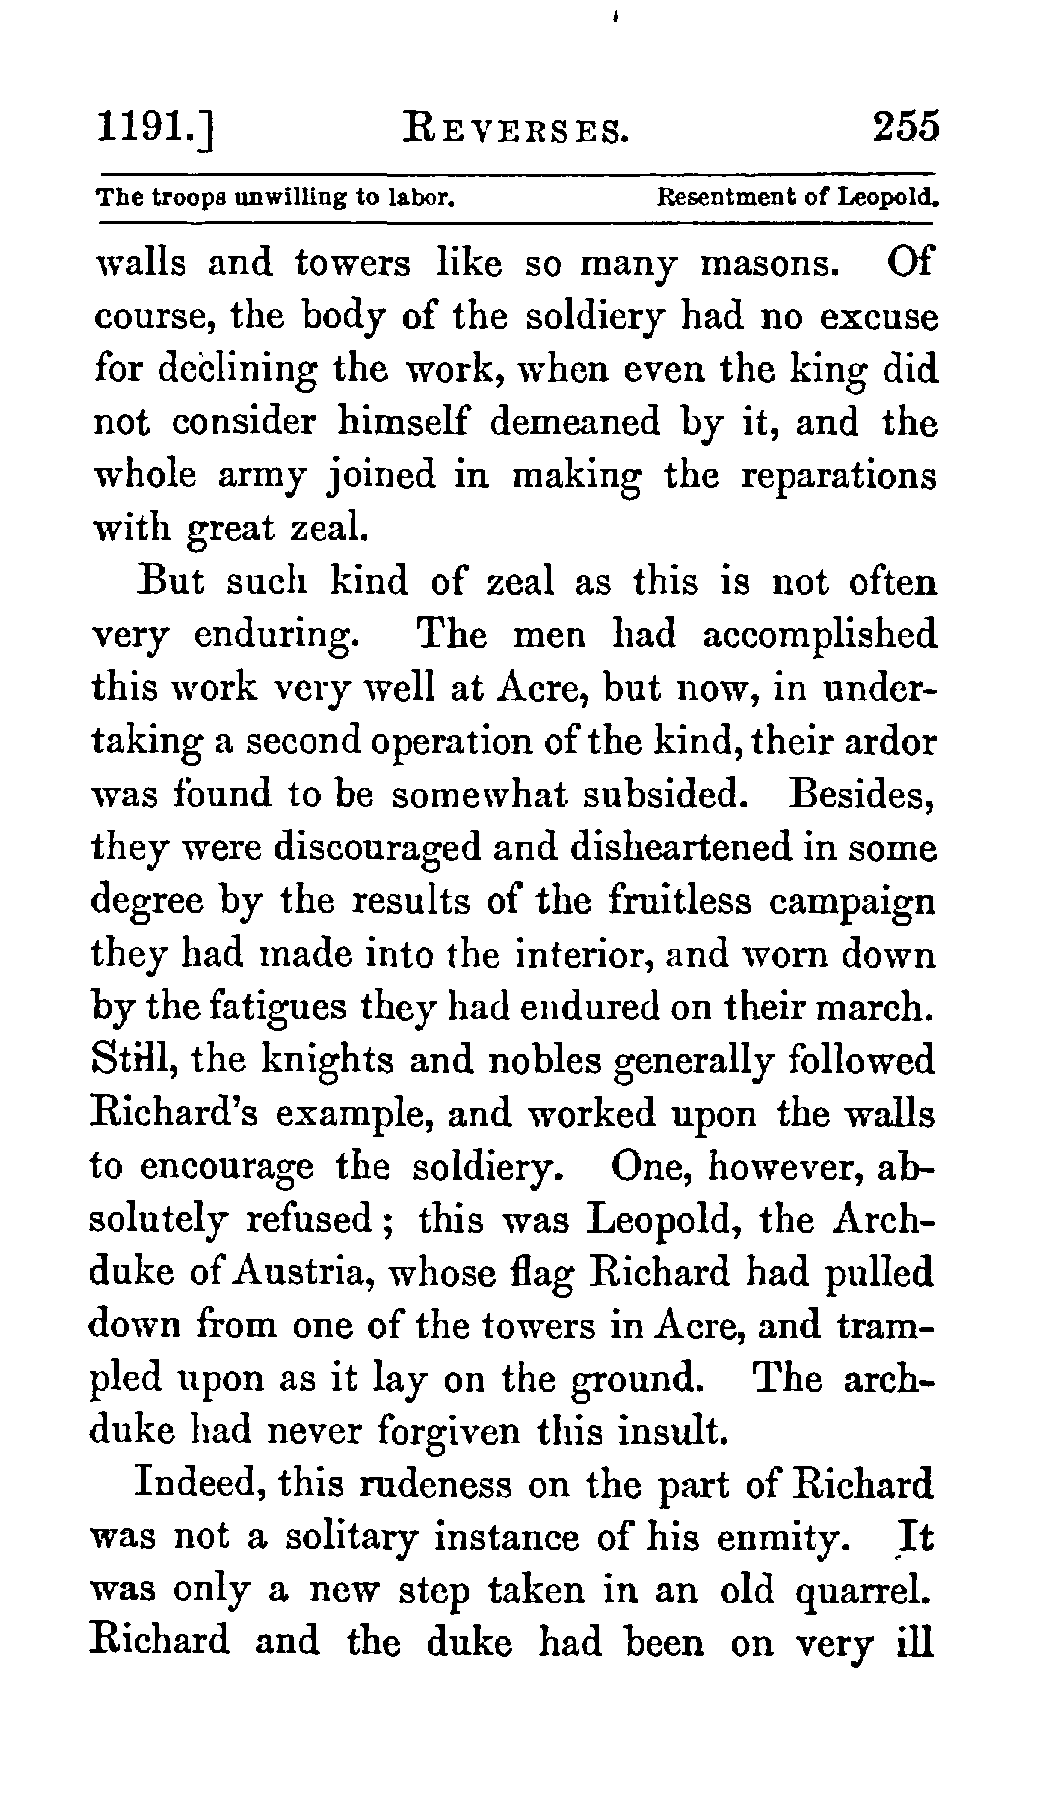 1191.] REVERSES. 255
The troops unwilling to labor. Resentment of Leopold.
walls and towers like so many masons. Of
course, the body of the soldiery had no excuse
for declining the work, when even the king did
not consider himself demeaned by it, and the
whole army joined in making the reparations
with great zeal.
But such kind of zeal as this is not often
very enduring. The men had accomplished
this work very well at Acre, but now, in under-
taking a second operation of the kind, their ardor
was found to be somewhat subsided. Besides,
they were discouraged and disheartened in some
degree by the results of the fruitless campaign
they had made into the interior, and worn down
by the fatigues they had endured on their march.
Still, the knights and nobles generally followed
Richard's example, and worked upon the walls
to encourage the soldiery. One, however, ab-
solutely refused; this was Leopold, the Arch-
duke of Austria, whose flag Richard had pulled
down from one of the towers in Acre, and tram-
pled upon as it lay on the ground. The arch-
duke had never forgiven this insult.
Indeed, this rudeness on the part of Richard
was not a solitary instance of his enmity. It
was only a new step taken in an old quarrel.
Richard and the duke had been on very ill